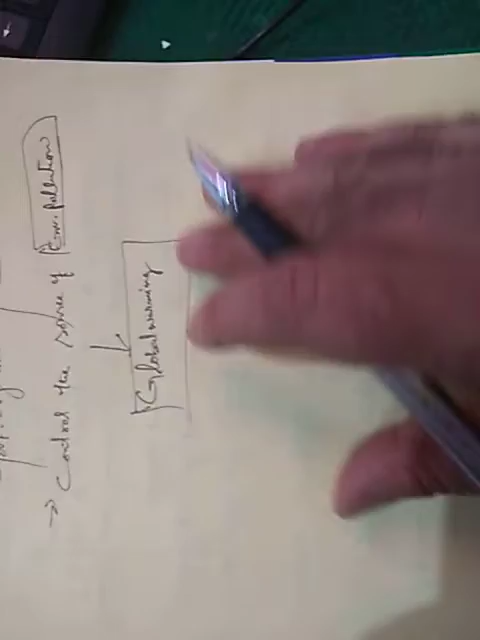 → Control the source of Env. pollution
Global warming